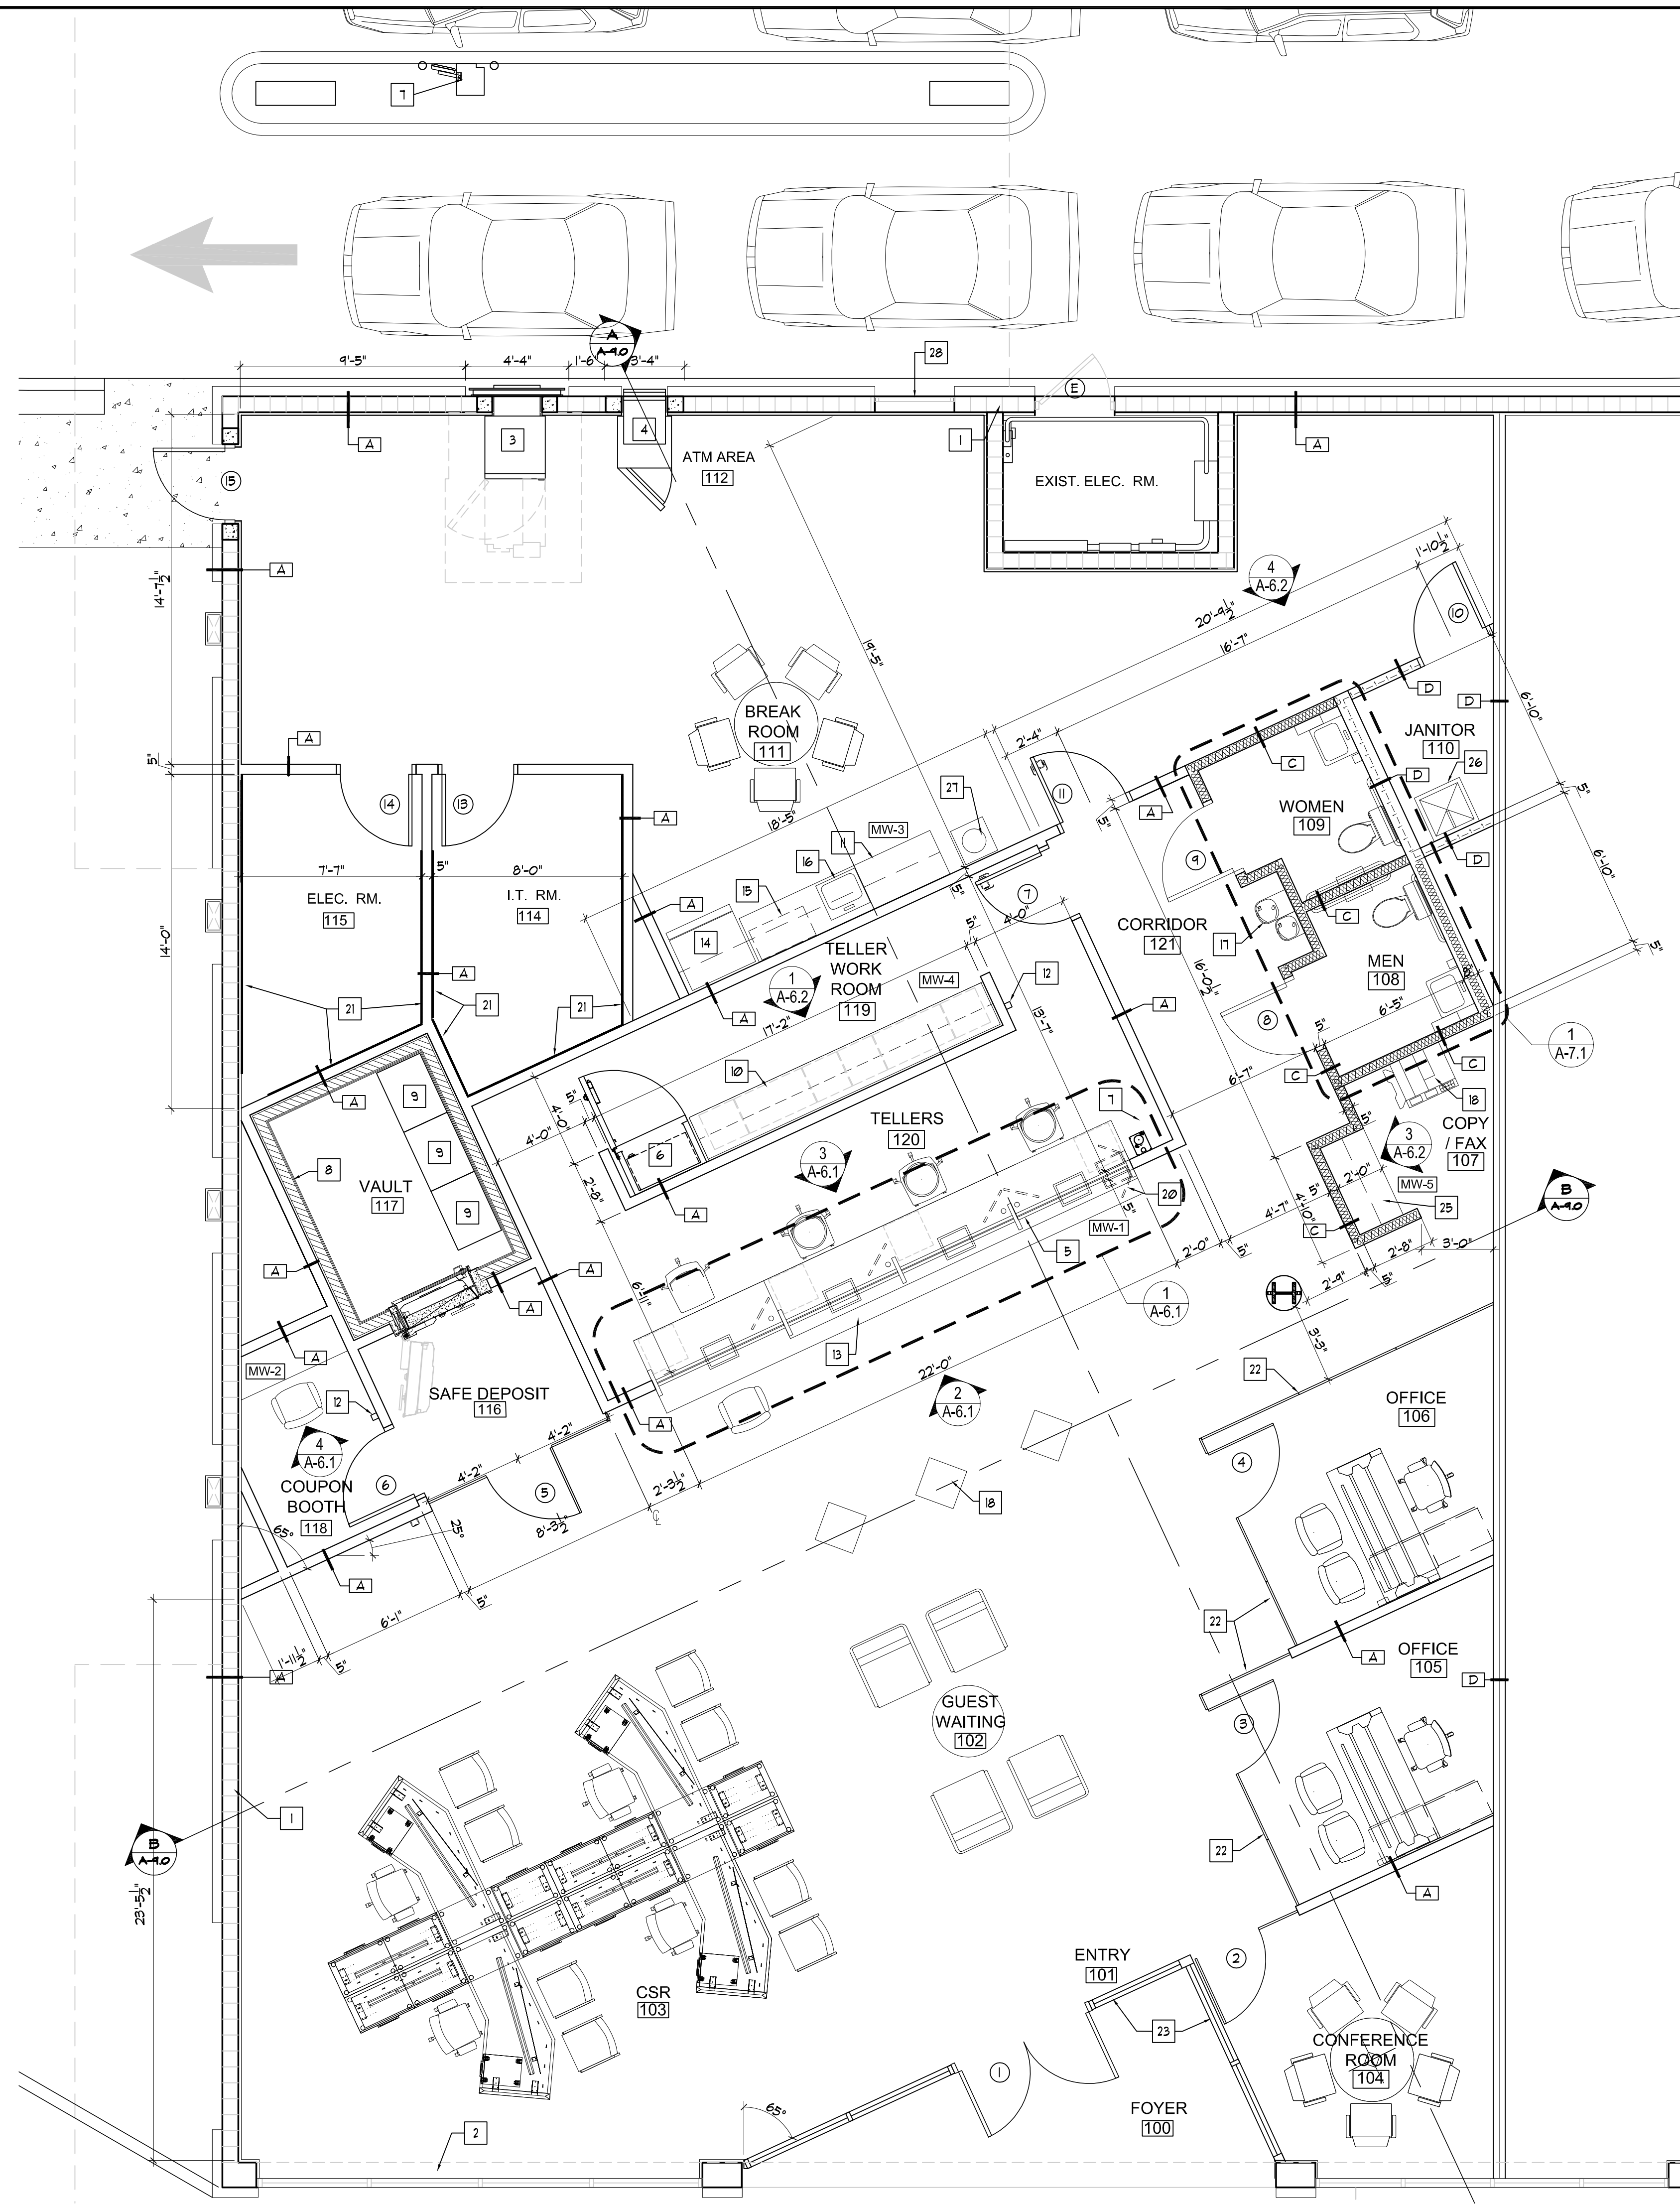 7
A
A-9.0
9'-5"
4'-4"
1'-6"
3'-4"
28
E
A
3
4
1
A
ATM AREA
112
EXIST. ELEC. RM.
15
A
14'-7½"
4
A-6.2
1'-10½"
20'-9½"
16'-7"
10
19'-5"
D
D
6'-10"
BREAK
ROOM
111
JANITOR
110
26
2'-4"
C
D
A
5"
14
13
11
27
WOMEN
109
5"
A
18'-5"
MW-3
11
A
5"
9
D
16
7'-7"
5"
8'-0"
15
5"
6'-10"
ELEC. RM.
115
I.T. RM.
114
A
7
4'-0"
5"
C
CORRIDOR
121
17
14'-0"
14
TELLER
WORK
ROOM
119
MEN
108
5"
A
1
A-6.2
MW-4
12
16'-0½"
8"
21
21
21
A
17'-2"
13'-7"
A
6'-5"
8
5"
1
A-7.1
10
C
C
6'-7"
A
5"
4'-0"
18
9
4'-0"
7
TELLERS
120
5"
COPY
/ FAX
107
8
9
6
3
A-6.1
3
A-6.2
VAULT
117
2'-8"
2'-0"
B
A-9.0
9
A
20
5"
MW-5
25
5"
MW-1
4'-7"
4'-10"
C
5
A
A
2'-0"
5"
2'-8"
3'-0"
A
6'-11"
2'-9"
5"
1
A-6.1
A
13
3'-3"
MW-2
22'-0"
22
SAFE DEPOSIT
116
12
2
A-6.1
OFFICE
106
A
4
A-6.1
4'-2"
4
COUPON
BOOTH
118
6
4'-2"
5
2'-3½"
18
65°
25°
8'-3½"
A
5"
6'-1"
22
1'-11½"
5"
A
OFFICE
105
A
D
GUEST
WAITING
102
3
1
B
A-9.0
22
A
23'-5½"
ENTRY
101
2
CSR
103
23
CONFERENCE
ROOM
104
1
65°
FOYER
100
2